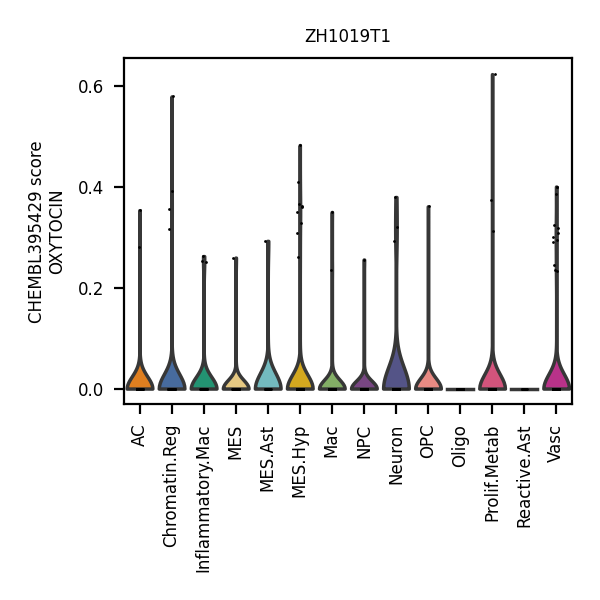 ZH1019T1
CHEMBL395429 score
OXYTOCIN
0.6
0.4
0.2
0.0
AC
Chromatin.Reg
Inflammatory.Mac
MES
MES.Ast
MES.Hyp
Mac
NPC
Neuron
OPC
Oligo
Prolif.Metab
Reactive.Ast
Vasc